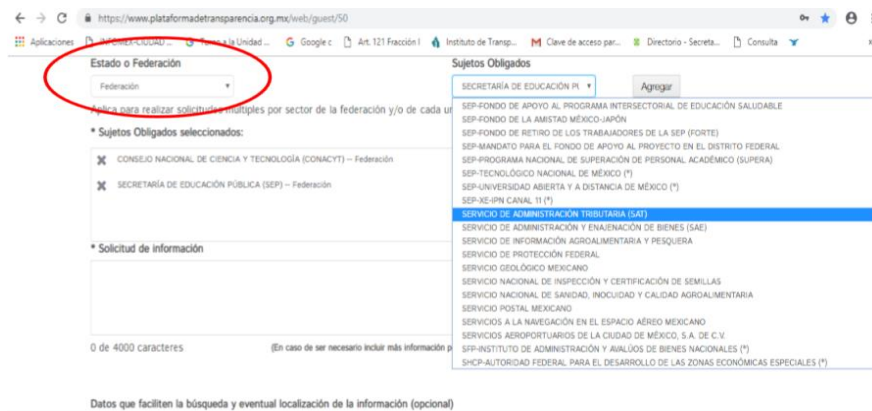 https://www.plataformadetransparencia.org.mx/web/guest/50
Aplicaciones
INFOMEX-CIUDAD ...
Turno a la Unidad ...
Google c
Art. 121 Fracción I
Instituto de Transp...
Clave de acceso par...
Directorio - Secreta...
Consulta
Estado o Federación
Sujetos Obligados
Federación
SECRETARÍA DE EDUCACIÓN PÚ
Agregar
Aplica para realizar solicitudes múltiples por sector de la federación y/o de cada un
* Sujetos Obligados seleccionados:
CONSEJO NACIONAL DE CIENCIA Y TECNOLOGÍA (CONACYT) -- Federación
SECRETARÍA DE EDUCACIÓN PÚBLICA (SEP) -- Federación
SEP-FONDO DE APOYO AL PROGRAMA INTERSECTORIAL DE EDUCACIÓN SALUDABLE
SEP-FONDO DE LA AMISTAD MÉXICO-JAPÓN
SEP-FONDO DE RETIRO DE LOS TRABAJADORES DE LA SEP (FORTE)
SEP-MANDATO PARA EL FONDO DE APOYO AL PROYECTO EN EL DISTRITO FEDERAL
SEP-PROGRAMA NACIONAL DE SUPERACIÓN DE PERSONAL ACADÉMICO (SUPERA)
SEP-TECNOLÓGICO NACIONAL DE MÉXICO (*)
SEP-UNIVERSIDAD ABIERTA Y A DISTANCIA DE MÉXICO (*)
SEP-XE-IPN CANAL 11 (*)
SERVICIO DE ADMINISTRACIÓN TRIBUTARIA (SAT)
SERVICIO DE ADMINISTRACIÓN Y ENAJENACIÓN DE BIENES (SAE)
SERVICIO DE INFORMACIÓN AGROALIMENTARIA Y PESQUERA
SERVICIO DE PROTECCIÓN FEDERAL
SERVICIO GEOLÓGICO MEXICANO
SERVICIO NACIONAL DE INSPECCIÓN Y CERTIFICACIÓN DE SEMILLAS
SERVICIO NACIONAL DE SANIDAD, INOCUIDAD Y CALIDAD AGROALIMENTARIA
SERVICIO POSTAL MEXICANO
SERVICIOS A LA NAVEGACIÓN EN EL ESPACIO AÉREO MEXICANO
SERVICIOS AEROPORTUARIOS DE LA CIUDAD DE MÉXICO, S.A. DE C.V.
SFP-INSTITUTO DE ADMINISTRACIÓN Y AVALÚOS DE BIENES NACIONALES (*)
SHCP-AUTORIDAD FEDERAL PARA EL DESARROLLO DE LAS ZONAS ECONÓMICAS ESPECIALES (*)
* Solicitud de información
0 de 4000 caracteres
(En caso de ser necesario incluir más información p
Datos que faciliten la búsqueda y eventual localización de la información (opcional)